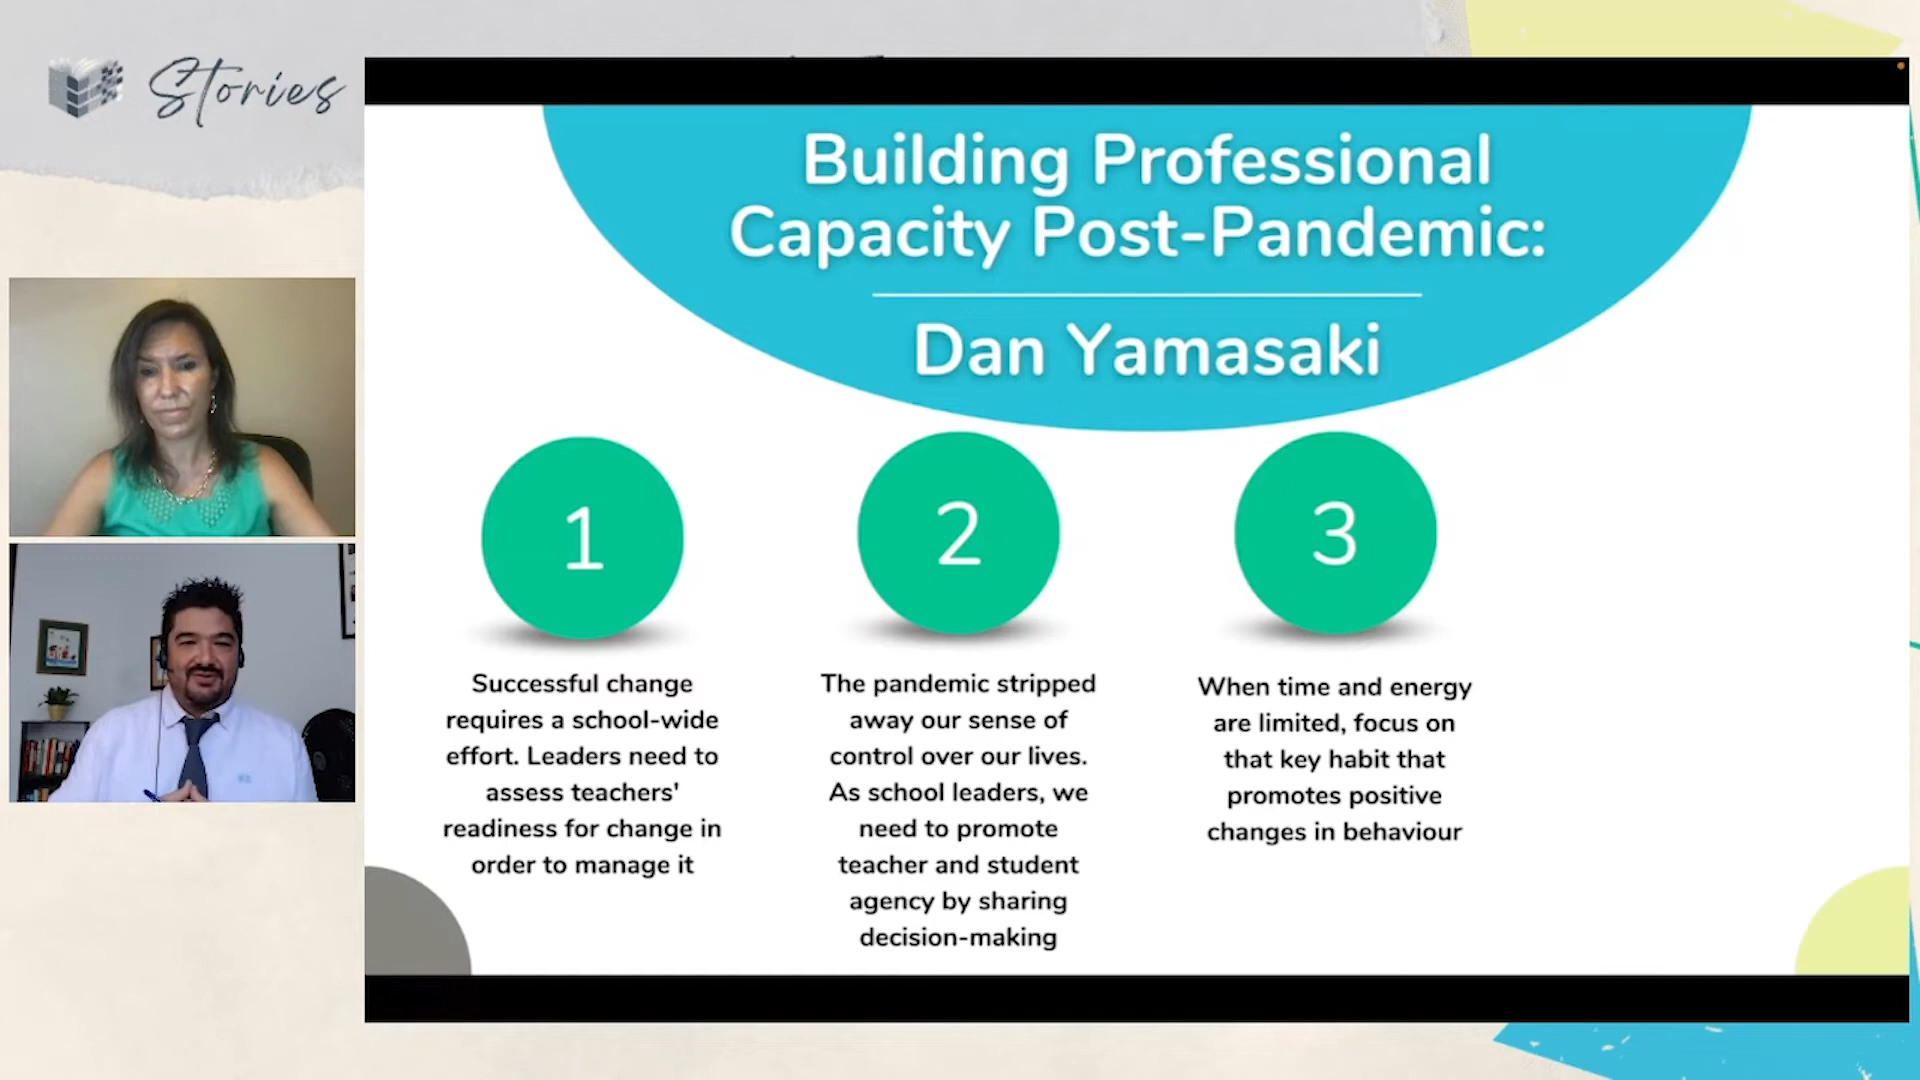 Stories
Building Professional
Capacity Post-Pandemic:
Dan Yamasaki
1
Successful change
requires a school-wide
effort. Leaders need to
assess teachers'
readiness for change in
order to manage it
2
The pandemic stripped
away our sense of
control over our lives.
As school leaders, we
need to promote
teacher and student
agency by sharing
decision-making
3
When time and energy
are limited, focus on
that key habit that
promotes positive
changes in behaviour